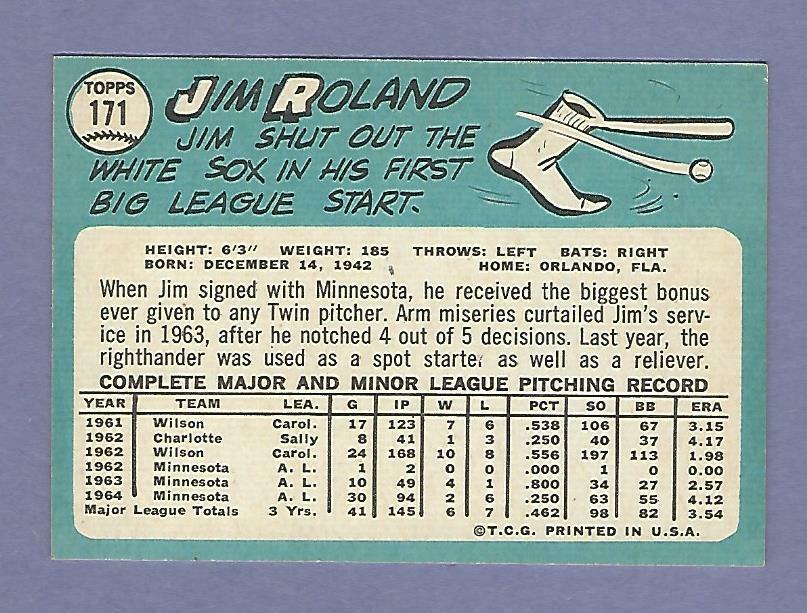 TOPPS
171
JIM ROLAND
JIM SHUT OUT THE
WHITE SOX IN HIS FIRST
BIG LEAGUE START.
HEIGHT: 6'3" WEIGHT: 185 THROWS: LEFT BATS: RIGHT
BORN: DECEMBER 14, 1942 HOME: ORLANDO, FLA.
When Jim signed with Minnesota, he received the biggest bonus
ever given to any Twin pitcher. Arm miseries curtailed Jim's serv-
ice in 1963, after he notched 4 out of 5 decisions. Last year, the
righthander was used as a spot starter as well as a reliever.
COMPLETE MAJOR AND MINOR LEAGUE PITCHING RECORD
YEAR TEAM LEA. G IP W L PCT SO BB ERA
1961 Wilson Carol. 17 123 7 6 .538 106 67 3.15
1962 Charlotte Sally 8 41 1 3 .250 40 37 4.17
1962 Wilson Carol. 24 168 10 8 .556 197 113 1.98
1962 Minnesota A. L. 1 2 0 0 .000 1 0 0.00
1963 Minnesota A. L. 10 49 4 1 .800 34 27 2.57
1964 Minnesota A. L. 30 94 2 6 .250 63 55 4.12
Major League Totals 3 Yrs. 41 145 6 7 .462 98 82 3.54
©T.C.G. PRINTED IN U.S.A.